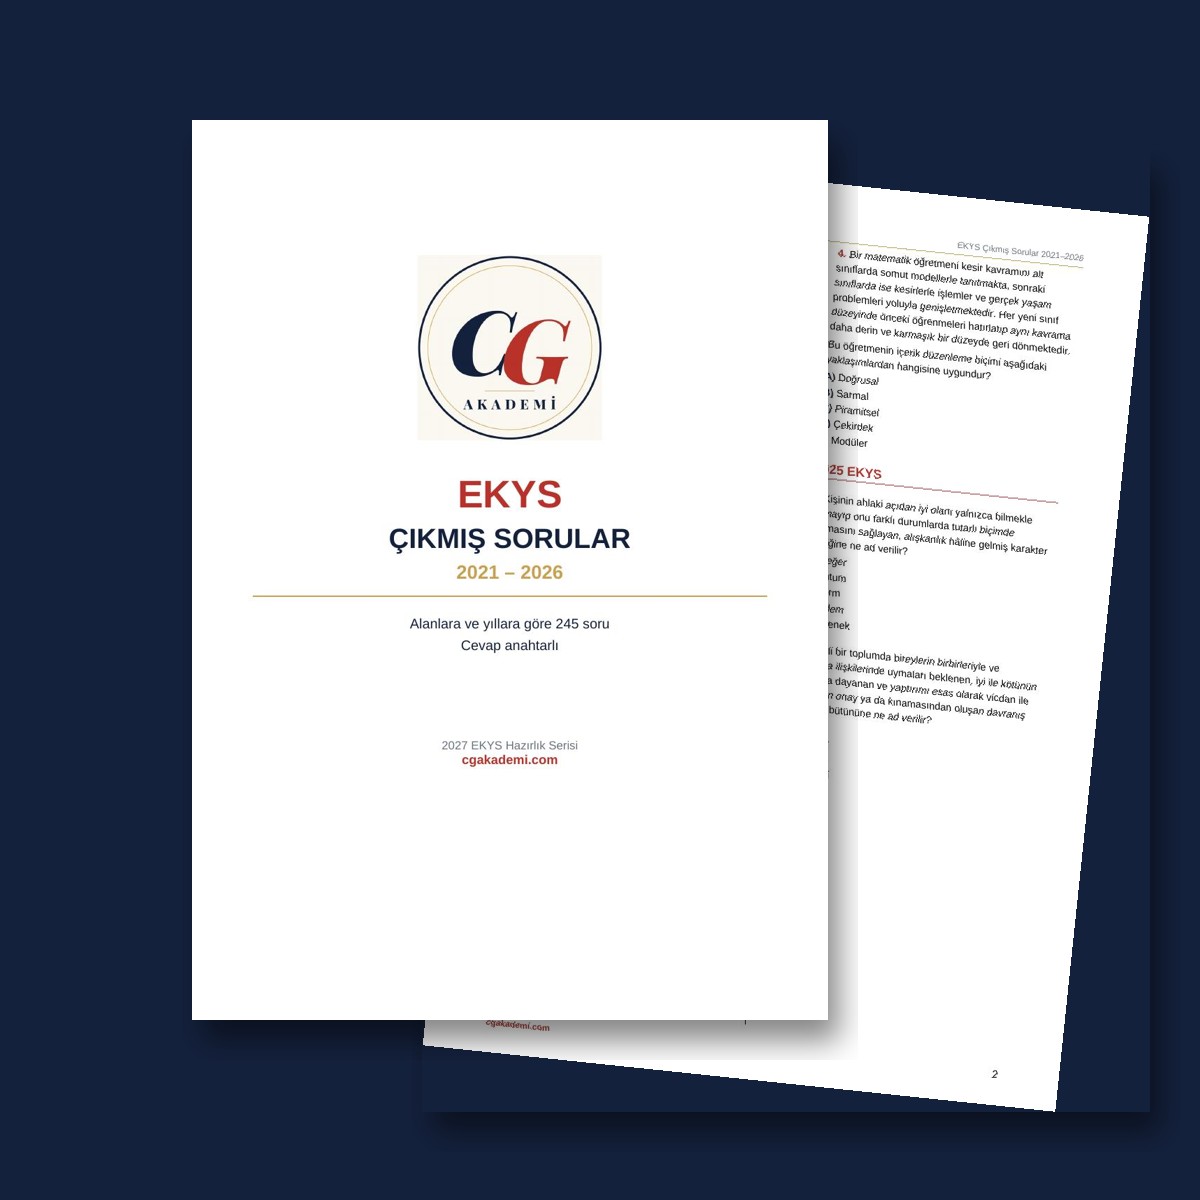 CG
AKADEMİ
EKYS
ÇIKMIŞ SORULAR
2021 – 2026
Alanlara ve yıllara göre 245 soru
Cevap anahtarlı
2027 EKYS Hazırlık Serisi
cgakademi.com
EKYS Çıkmış Sorular 2021–2026
4. Bir matematik öğretmeni kesir kavramını alt
sınıflarda somut modellerle tanıtmakta, sonraki
sınıflarda ise kesirlerle işlemler ve gerçek yaşam
problemleri yoluyla genişletmektedir. Her yeni sınıf
düzeyinde önceki öğrenmeleri hatırlatıp aynı kavrama
daha derin ve karmaşık bir düzeyde geri dönmektedir.
Bu öğretmenin içerik düzenleme biçimi aşağıdaki
yaklaşımlardan hangisine uygundur?
A) Doğrusal
) Sarmal
) Piramitsel
) Çekirdek
Modüler
25 EKYS
Kişinin ahlaki açıdan iyi olanı yalnızca bilmekle
onu farklı durumlarda tutarlı biçimde
sağlayan, alışkanlık hâline gelmiş karakter
ne ad verilir?
bir toplumda bireylerin birbirleriyle ve
ilişkilerinde uymaları beklenen, iyi ile kötünün
dayanan ve yaptırımı esas olarak vicdan ile
onay ya da kınamasından oluşan davranış
bütününe ne ad verilir?
cgakademi.com
2